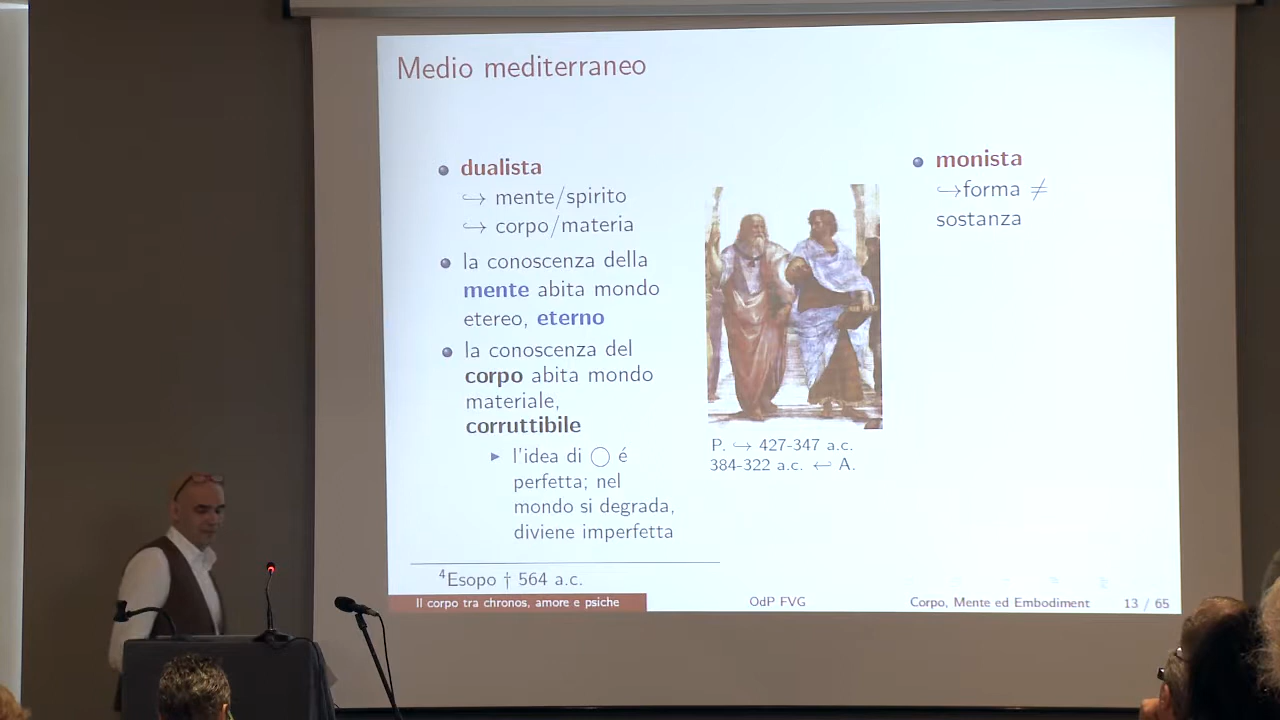 Medio mediterraneo
dualista
↪ mente/spirito
↪ corpo/materia
la conoscenza della
mente abita mondo
etereo, eterno
la conoscenza del
corpo abita mondo
materiale,
corruttibile
l'idea di ◯ é
perfetta; nel
mondo si degrada,
diviene imperfetta
P. ↪ 427-347 a.c.
384-322 a.c. ↩ A.
monista
↪forma ≠
sostanza
4Esopo † 564 a.c.
Il corpo tra chronos, amore e psiche
OdP FVG
Corpo, Mente ed Embodiment
13 / 65